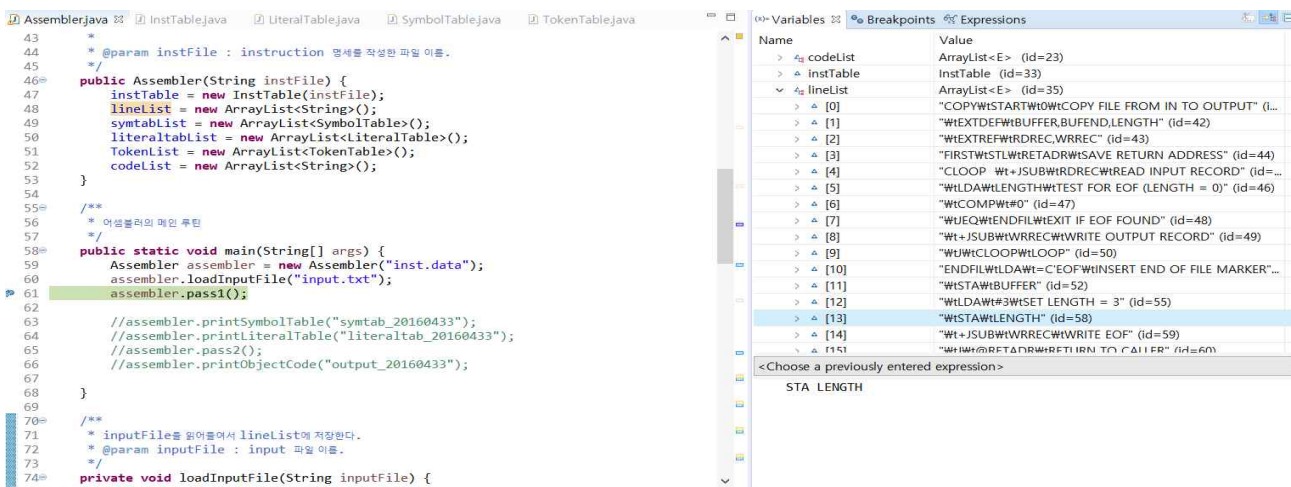 Assembler.java InstTable.java LiteralTable.java SymbolTable.java TokenTable.java
43 *
44 * @param instFile : instruction 명세를 작성한 파일 이름.
45 */
46 public Assembler(String instFile) {
47 instTable = new InstTable(instFile);
48 lineList = new ArrayList<String>();
49 symtabList = new ArrayList<SymbolTable>();
50 literaltabList = new ArrayList<LiteralTable>();
51 TokenList = new ArrayList<TokenTable>();
52 codeList = new ArrayList<String>();
53 }
54
55 /**
56 * 어셈블러의 메인 루틴
57 */
58 public static void main(String[] args) {
59 Assembler assembler = new Assembler("inst.data");
60 assembler.loadInputFile("input.txt");
61 assembler.pass1();
62
63 //assembler.printSymbolTable("symtab_20160433");
64 //assembler.printLiteralTable("literaltab_20160433");
65 //assembler.pass2();
66 //assembler.printObjectCode("output_20160433");
67
68 }
69
70 /**
71 * inputFile을 읽어들여서 lineList에 저장한다.
72 * @param inputFile : input 파일 이름.
73 */
74 private void loadInputFile(String inputFile) {
(x)= Variables Breakpoints Expressions
Name Value
codeList ArrayList<E> (id=23)
instTable InstTable (id=33)
lineList ArrayList<E> (id=35)
[0] "COPY₩tSTART₩t0₩tCOPY FILE FROM IN TO OUTPUT" (i...
[1] "₩tEXTDEF₩tBUFFER,BUFEND,LENGTH" (id=42)
[2] "₩tEXTREF₩tRDREC,WRREC" (id=43)
[3] "FIRST₩tSTL₩tRETADR₩tSAVE RETURN ADDRESS" (id=44)
[4] "CLOOP ₩t+JSUB₩tRDREC₩tREAD INPUT RECORD" (id=...
[5] "₩tLDA₩tLENGTH₩tTEST FOR EOF (LENGTH = 0)" (id=46)
[6] "₩tCOMP₩t#0" (id=47)
[7] "₩tJEQ₩tENDFIL₩tEXIT IF EOF FOUND" (id=48)
[8] "₩t+JSUB₩tWRREC₩tWRITE OUTPUT RECORD" (id=49)
[9] "₩tJ₩tCLOOP₩tLOOP" (id=50)
[10] "ENDFIL₩tLDA₩t=C'EOF'₩tINSERT END OF FILE MARKER"...
[11] "₩tSTA₩tBUFFER" (id=52)
[12] "₩tLDA₩t#3₩tSET LENGTH = 3" (id=55)
[13] "₩tSTA₩tLENGTH" (id=58)
[14] "₩t+JSUB₩tWRREC₩tWRITE EOF" (id=59)
[15] "₩tJ₩t@RETADR₩tRETURN TO CALLER" (id=60)
<Choose a previously entered expression>
STA LENGTH